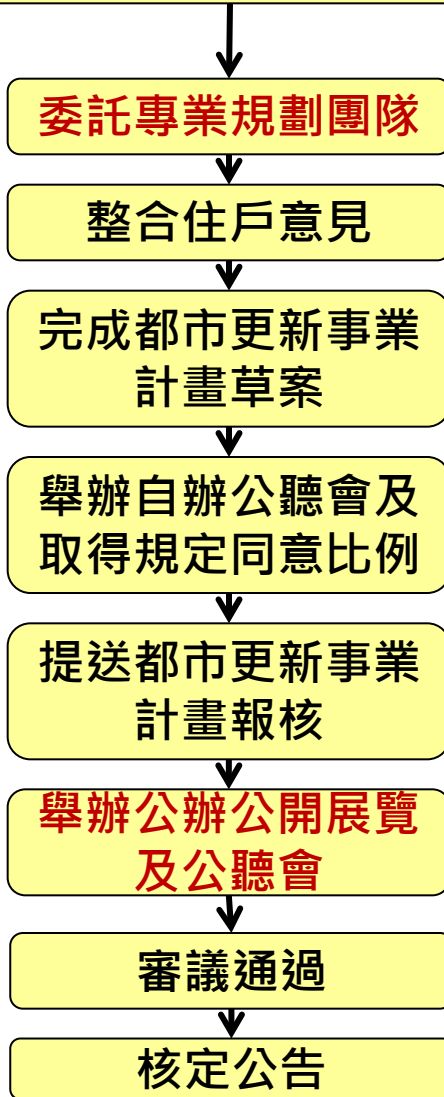 委託專業規劃團隊
整合住戶意見
完成都市更新事業
計畫草案
舉辦自辦公聽會及
取得規定同意比例
提送都市更新事業
計畫報核
舉辦公辦公開展覽
及公聽會
審議通過
核定公告